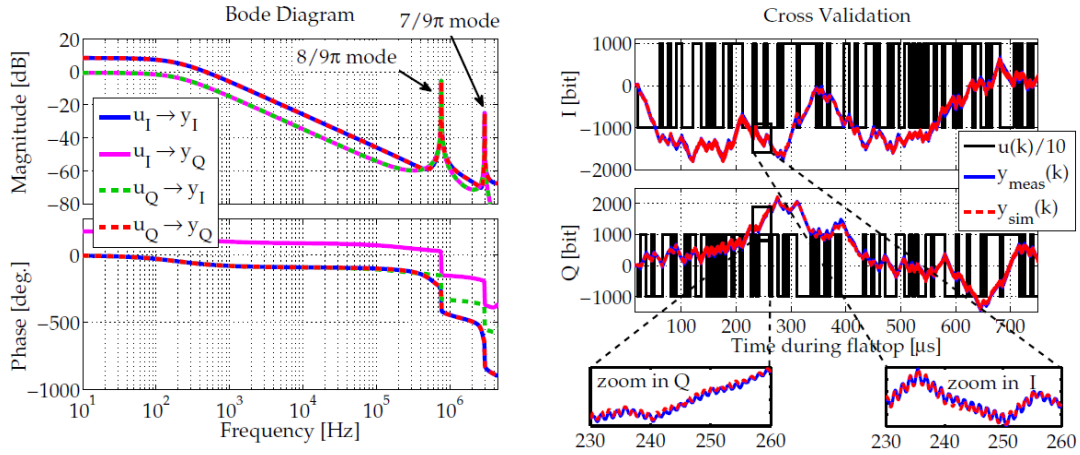 Bode Diagram
7/9π mode
8/9π mode
Magnitude [dB]
20
0
−20
−40
−60
−80
u_I → y_I
u_I → y_Q
u_Q → y_I
u_Q → y_Q
Phase [deg.]
0
−500
−1000
10^1
10^2
10^3
10^4
10^5
10^6
Frequency [Hz]
Cross Validation
I [bit]
1000
0
−1000
−2000
u(k)/10
y_meas(k)
y_sim(k)
Q [bit]
2000
1000
0
−1000
100
200
300
400
500
600
700
Time during flattop [μs]
zoom in Q
230
240
250
260
zoom in I
230
240
250
260